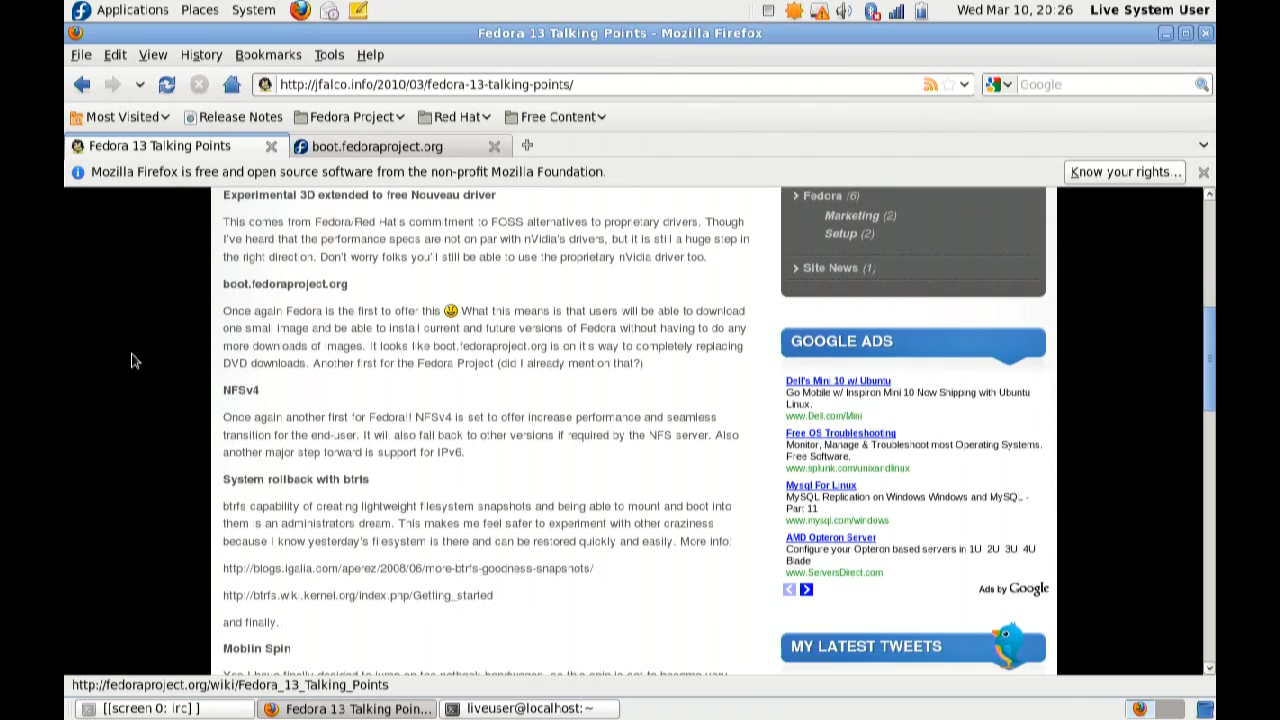 Applications Places System Wed Mar 10, 20:26 Live System User
Fedora 13 Talking Points - Mozilla Firefox
File Edit View History Bookmarks Tools Help
http://jfalco.info/2010/03/fedora-13-talking-points/ Google
Most Visited Release Notes Fedora Project Red Hat Free Content
Fedora 13 Talking Points boot.fedoraproject.org
Mozilla Firefox is free and open source software from the non-profit Mozilla Foundation. Know your rights...
Experimental 3D extended to free Nouveau driver
This comes from Fedora/Red Hat's commitment to FOSS alternatives to proprietary drivers. Though
I've heard that the performance specs are not on par with nVidia's drivers, but it is still a huge step in
the right direction. Don't worry folks you'll still be able to use the proprietary nVidia driver too.
boot.fedoraproject.org
Once again Fedora is the first to offer this What this means is that users will be able to download
one small image and be able to install current and future versions of Fedora without having to do any
more downloads of images. It looks like boot.fedoraproject.org is on it's way to completely replacing
DVD downloads. Another first for the Fedora Project (did I already mention that?)
NFSv4
Once again another first for Fedora!! NFSv4 is set to offer increase performance and seamless
transition for the end-user. It will also fall back to other versions if required by the NFS server. Also
another major step forward is support for IPv6.
System rollback with btrfs
btrfs capability of creating lightweight filesystem snapshots and being able to mount and boot into
them is an administrators dream. This makes me feel safer to experiment with other craziness
because I know yesterday's filesystem is there and can be restored quickly and easily. More info:
http://blogs.igalia.com/aperez/2008/06/more-btrfs-goodness-snapshots/
http://btrfs.wiki.kernel.org/index.php/Getting_started
and finally..
Moblin Spin
Fedora (6)
Marketing (2)
Setup (2)
Site News (1)
GOOGLE ADS
Dell's Mini 10 w/ Ubuntu
Go Mobile w/ Inspiron Mini 10 Now Shipping with Ubuntu
Linux.
www.Dell.com/Mini
Free OS Troubleshooting
Monitor, Manage & Troubleshoot most Operating Systems.
Free Software.
www.splunk.com/unixandlinux
Mysql For Linux
MySQL Replication on Windows Windows and MySQL -
Part 11
www.mysql.com/windows
AMD Opteron Server
Configure your Opteron based servers in 1U 2U 3U 4U
Blade
www.ServersDirect.com
Ads by Google
MY LATEST TWEETS
http://fedoraproject.org/wiki/Fedora_13_Talking_Points
[[screen 0: irc] ] Fedora 13 Talking Poin... liveuser@localhost:~